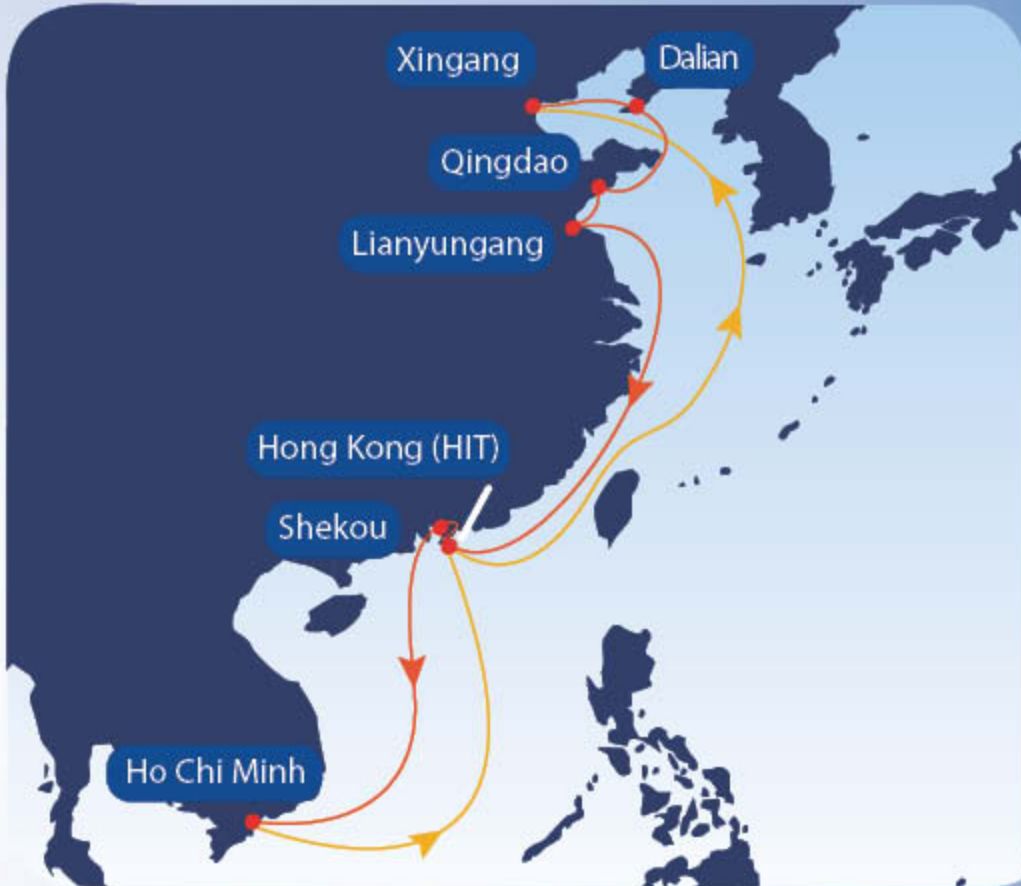 Xingang
Dalian
Qingdao
Lianyungang
Hong Kong (HIT)
Shekou
Ho Chi Minh